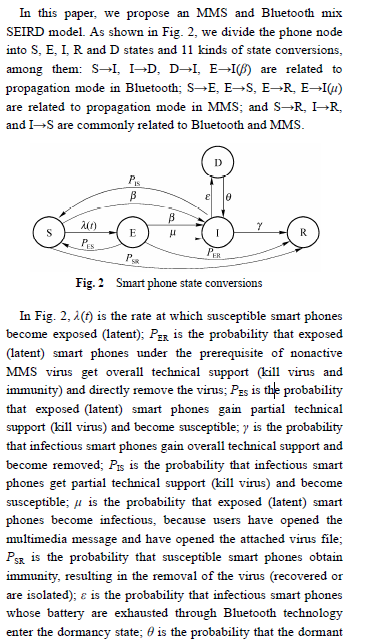 In this paper, we propose an MMS and Bluetooth mix
SEIRD model. As shown in Fig. 2, we divide the phone node
into S, E, I, R and D states and 11 kinds of state conversions,
among them: S→I, I→D, D→I, E→I(β) are related to
propagation mode in Bluetooth; S→E, E→S, E→R, E→I(μ)
are related to propagation mode in MMS; and S→R, I→R,
and I→S are commonly related to Bluetooth and MMS.
D
P_IS
β
ε
θ
λ(t)
β
γ
S
E
μ
I
R
P_ES
P_ER
P_SR
Fig. 2 Smart phone state conversions
In Fig. 2, λ(t) is the rate at which susceptible smart phones
become exposed (latent); P_ER is the probability that exposed
(latent) smart phones under the prerequisite of nonactive
MMS virus get overall technical support (kill virus and
immunity) and directly remove the virus; P_ES is the probability
that exposed (latent) smart phones gain partial technical
support (kill virus) and become susceptible; γ is the probability
that infectious smart phones gain overall technical support and
become removed; P_IS is the probability that infectious smart
phones get partial technical support (kill virus) and become
susceptible; μ is the probability that exposed (latent) smart
phones become infectious, because users have opened the
multimedia message and have opened the attached virus file;
P_SR is the probability that susceptible smart phones obtain
immunity, resulting in the removal of the virus (recovered or
are isolated); ε is the probability that infectious smart phones
whose battery are exhausted through Bluetooth technology
enter the dormancy state; θ is the probability that the dormant